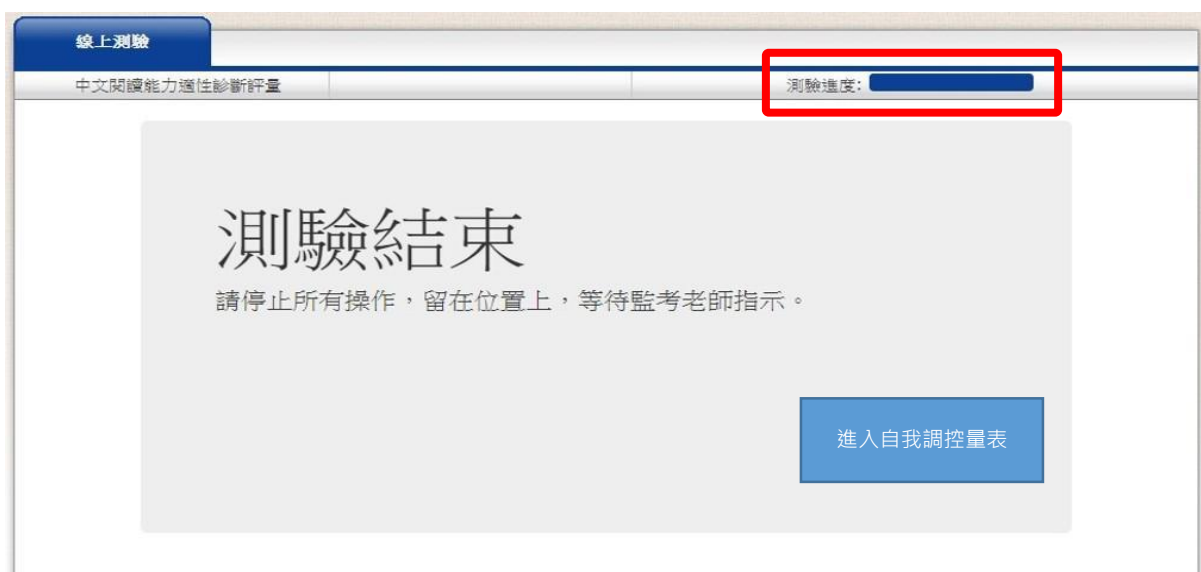 線上測驗
中文閱讀能力適性診斷評量
測驗進度:
測驗結束
請停止所有操作，留在位置上，等待監考老師指示。
進入自我調控量表